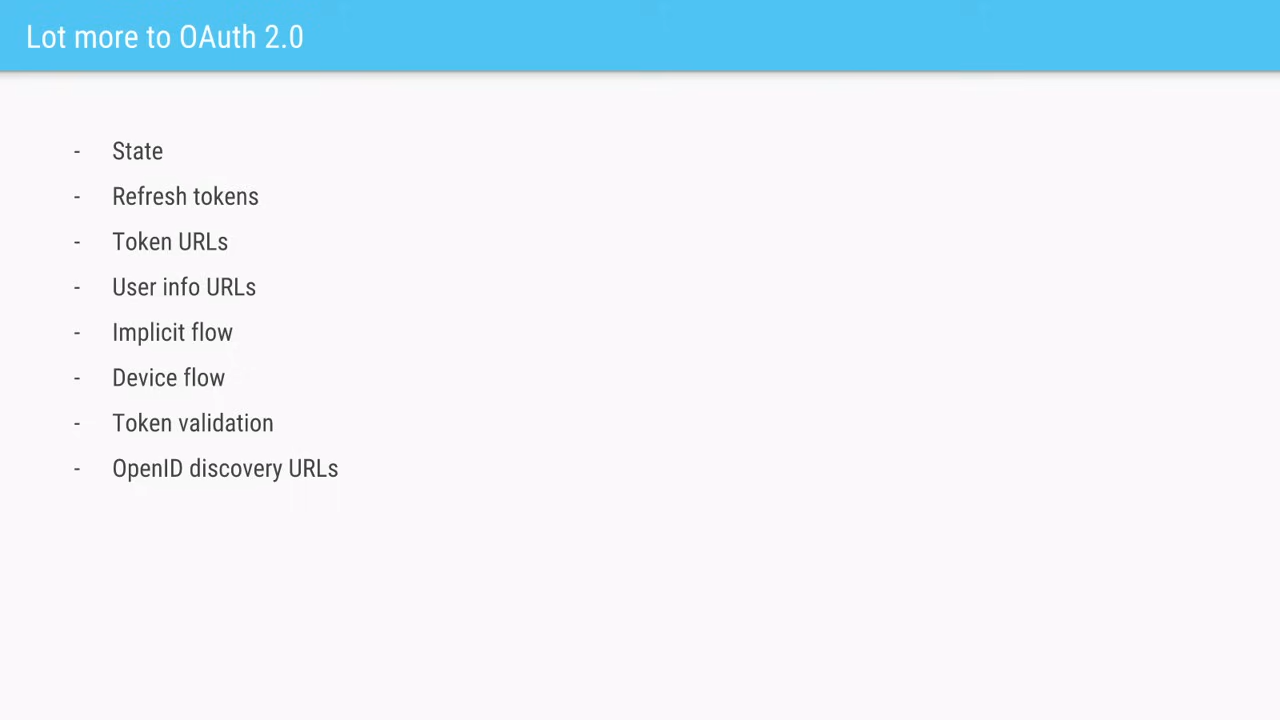 Lot more to OAuth 2.0
- State
- Refresh tokens
- Token URLs
- User info URLs
- Implicit flow
- Device flow
- Token validation
- OpenID discovery URLs